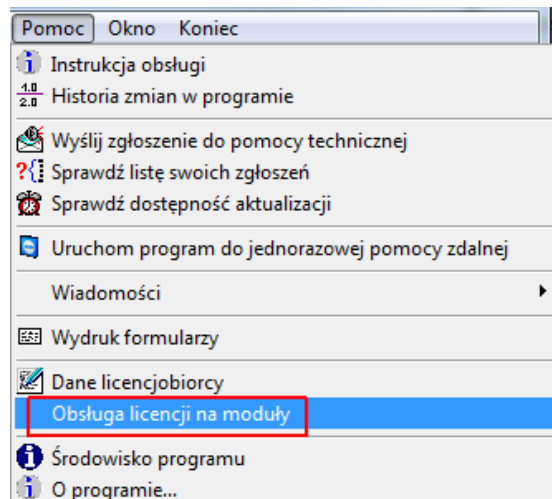 Pomoc Okno Koniec
Instrukcja obsługi
1.0
2.0 Historia zmian w programie
Wyślij zgłoszenie do pomocy technicznej
Sprawdź listę swoich zgłoszeń
Sprawdź dostępność aktualizacji
Uruchom program do jednorazowej pomocy zdalnej
Wiadomości
Wydruk formularzy
Dane licencjobiorcy
Obsługa licencji na moduły
Środowisko programu
O programie...